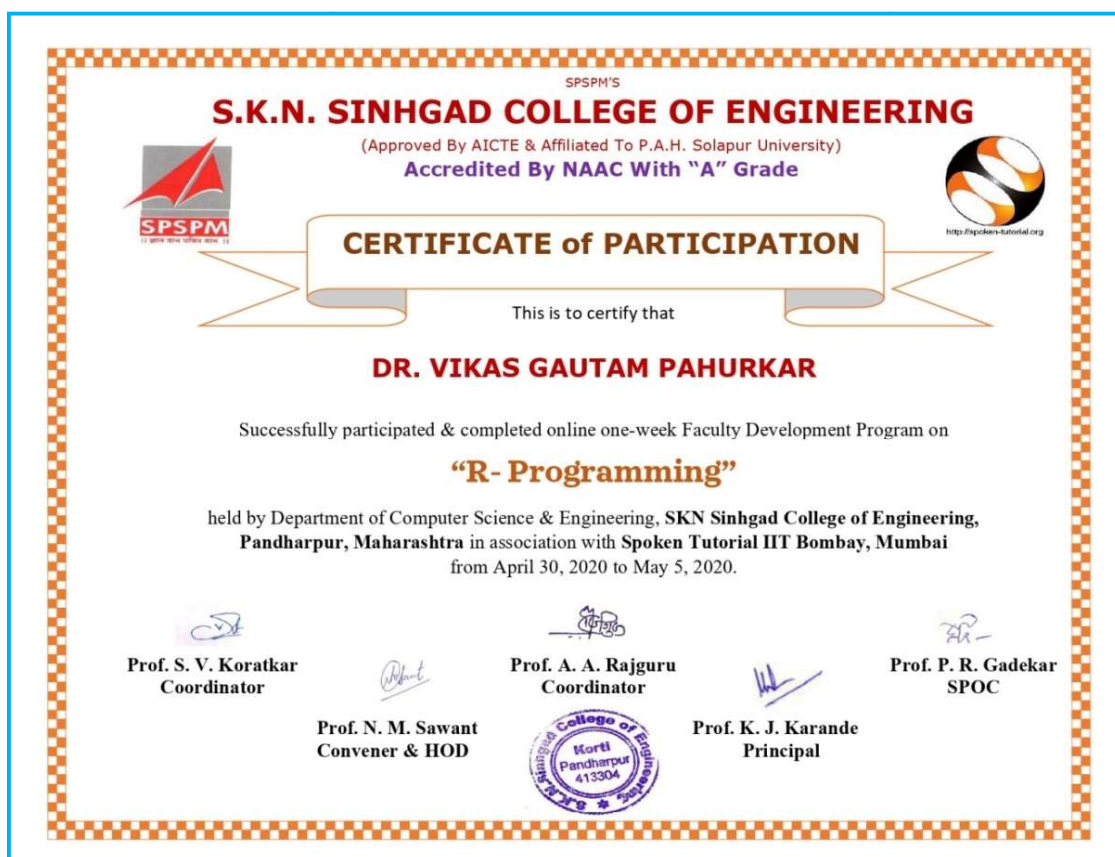 SPSPM'S
S.K.N. SINHGAD COLLEGE OF ENGINEERING
(Approved By AICTE & Affiliated To P.A.H. Solapur University)
Accredited By NAAC With “A” Grade
SPSPM
|| ज्ञान दान पवित्र दान ||
http://spoken-tutorial.org
CERTIFICATE of PARTICIPATION
This is to certify that
DR. VIKAS GAUTAM PAHURKAR
Successfully participated & completed online one-week Faculty Development Program on
“R- Programming”
held by Department of Computer Science & Engineering, SKN Sinhgad College of Engineering,
Pandharpur, Maharashtra in association with Spoken Tutorial IIT Bombay, Mumbai
from April 30, 2020 to May 5, 2020.
Prof. S. V. Koratkar
Coordinator
Prof. A. A. Rajguru
Coordinator
Prof. P. R. Gadekar
SPOC
Prof. N. M. Sawant
Convener & HOD
Prof. K. J. Karande
Principal
S.K.N. Sinhgad College of Engineering,
Korti
Pandharpur
413304